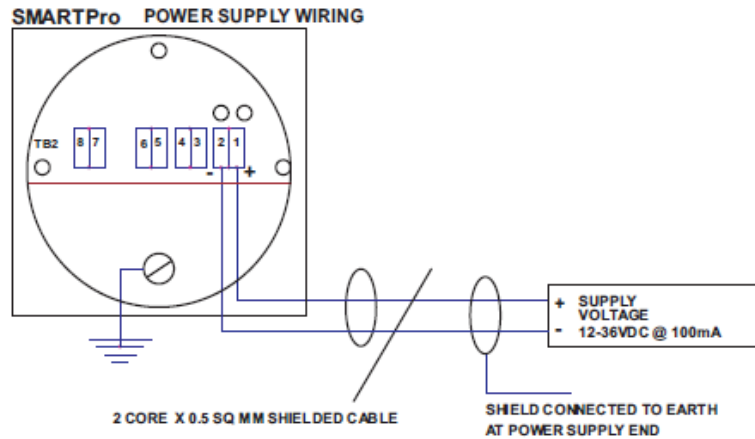 SMARTPro POWER SUPPLY WIRING
TB2 8 7 6 5 4 3 2 1
- +
+ SUPPLY
VOLTAGE
- 12-36VDC @ 100mA
2 CORE X 0.5 SQ MM SHIELDED CABLE
SHIELD CONNECTED TO EARTH
AT POWER SUPPLY END